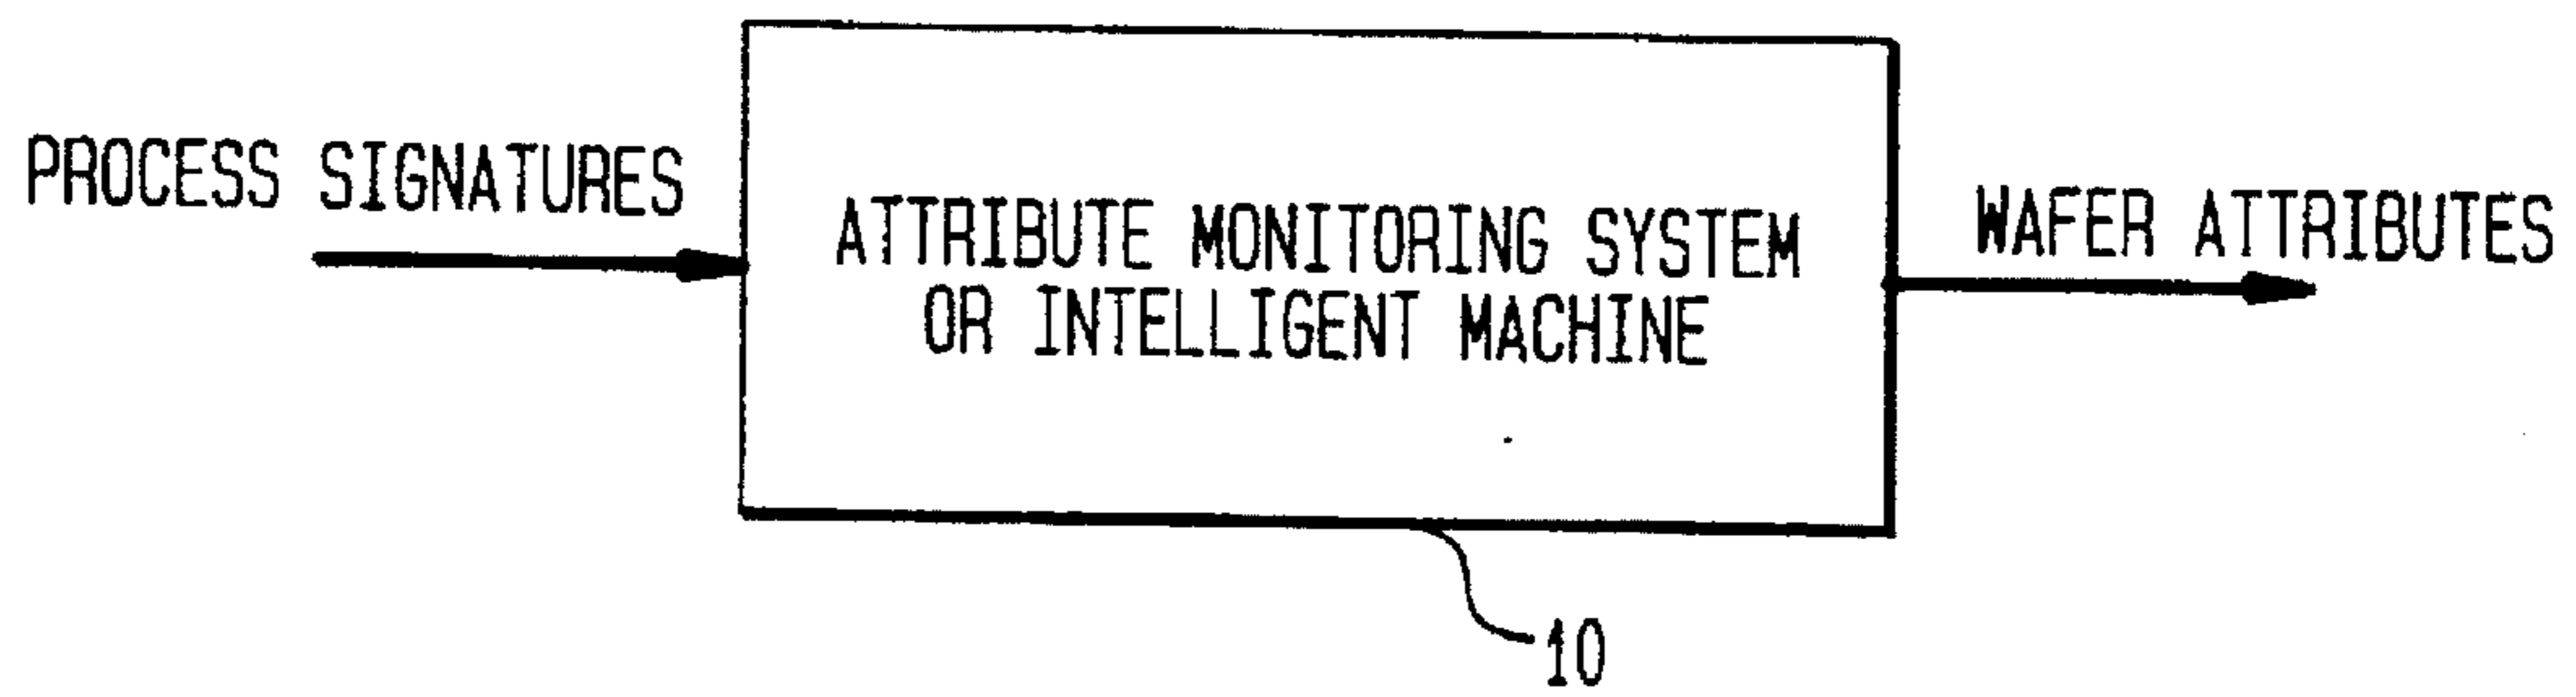 PROCESS SIGNATURES
ATTRIBUTE MONITORING SYSTEM
OR INTELLIGENT MACHINE
WAFER ATTRIBUTES
10